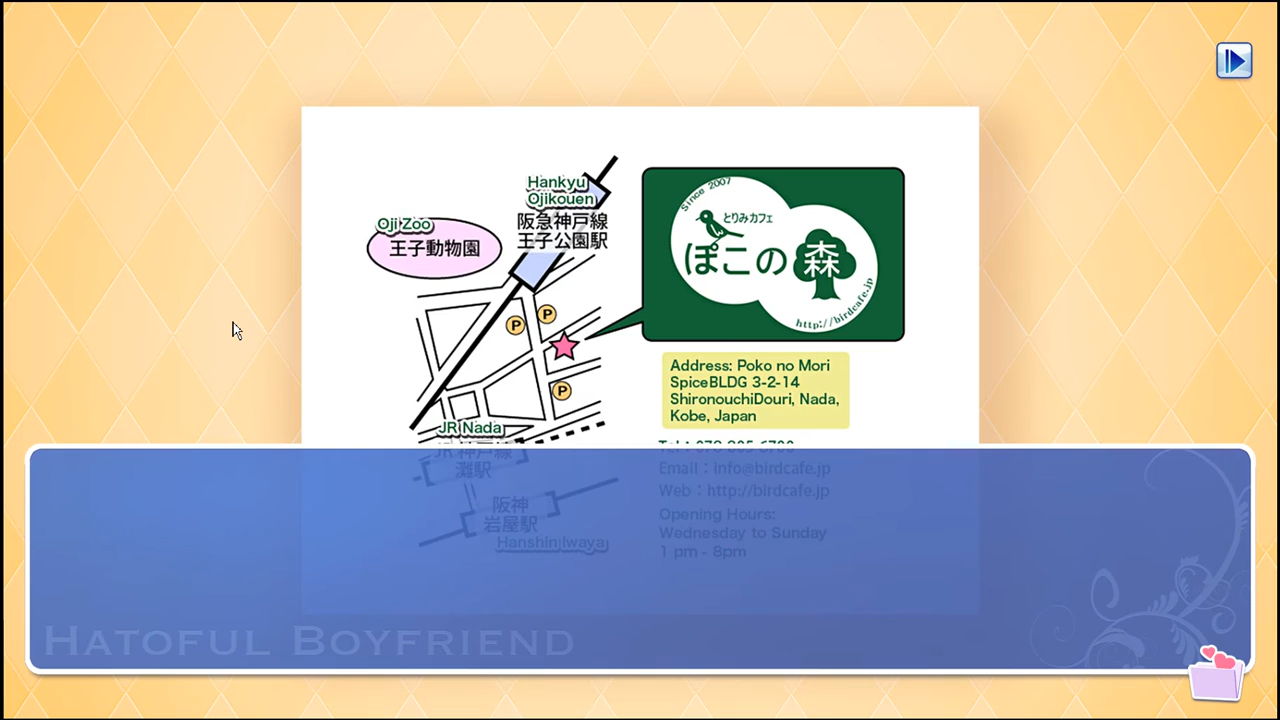 Hankyu
Ojikouen
阪急神戸線
王子公園駅
Oji Zoo
王子動物園
P
P
P
JR Nada
JR 神戸線
灘駅
阪神
岩屋駅
Hanshin Iwaya
Since 2007
とりみカフェ
ぽこの森
http://birdcafe.jp
Address: Poko no Mori
SpiceBLDG 3-2-14
ShironouchiDouri, Nada,
Kobe, Japan
Email：info@birdcafe.jp
Web：http://birdcafe.jp
Opening Hours:
Wednesday to Sunday
1 pm - 8pm
HATOFUL BOYFRIEND